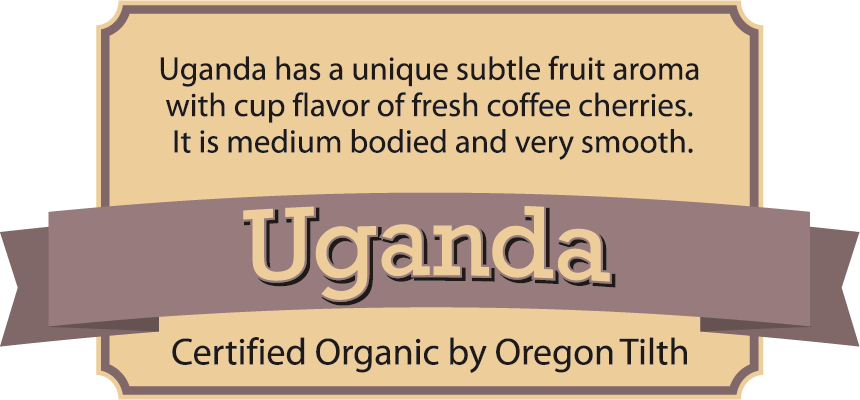 Uganda has a unique subtle fruit aroma
with cup flavor of fresh coffee cherries.
It is medium bodied and very smooth.
Uganda
Certified Organic by Oregon Tilth